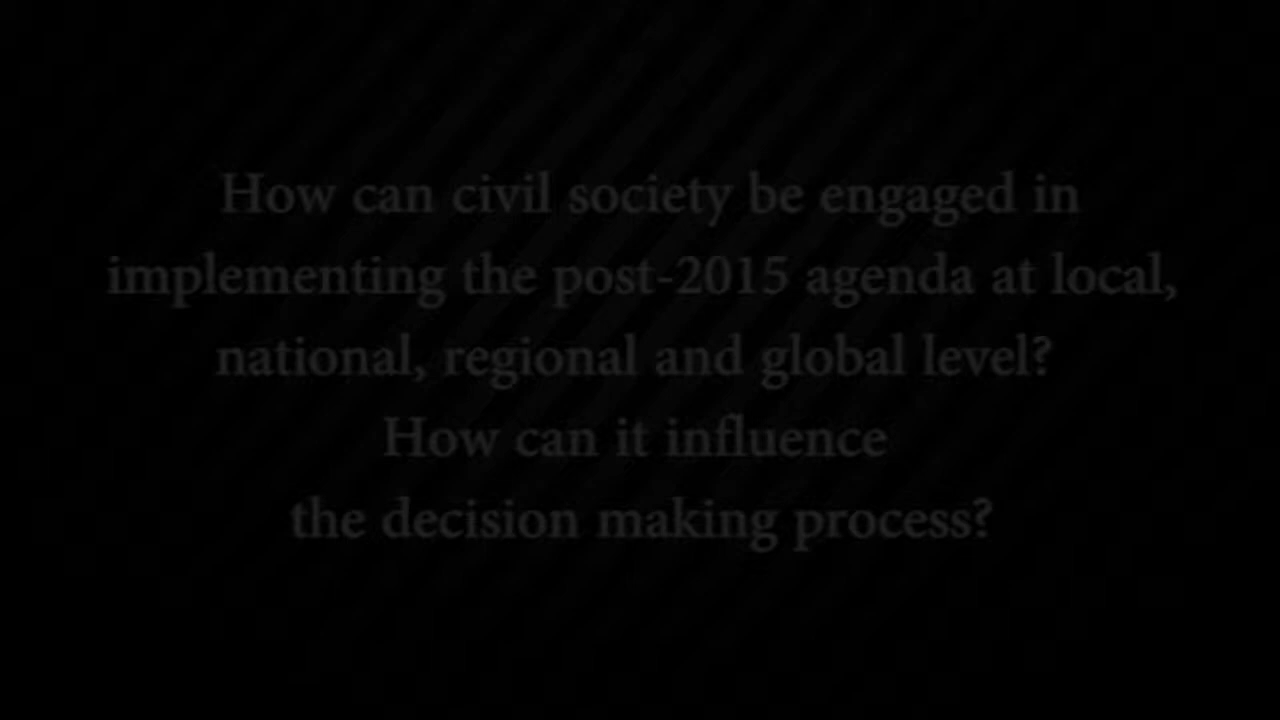 How can civil society be engaged in
implementing the post-2015 agenda at local,
national, regional and global level?
How can it influence
the decision making process?